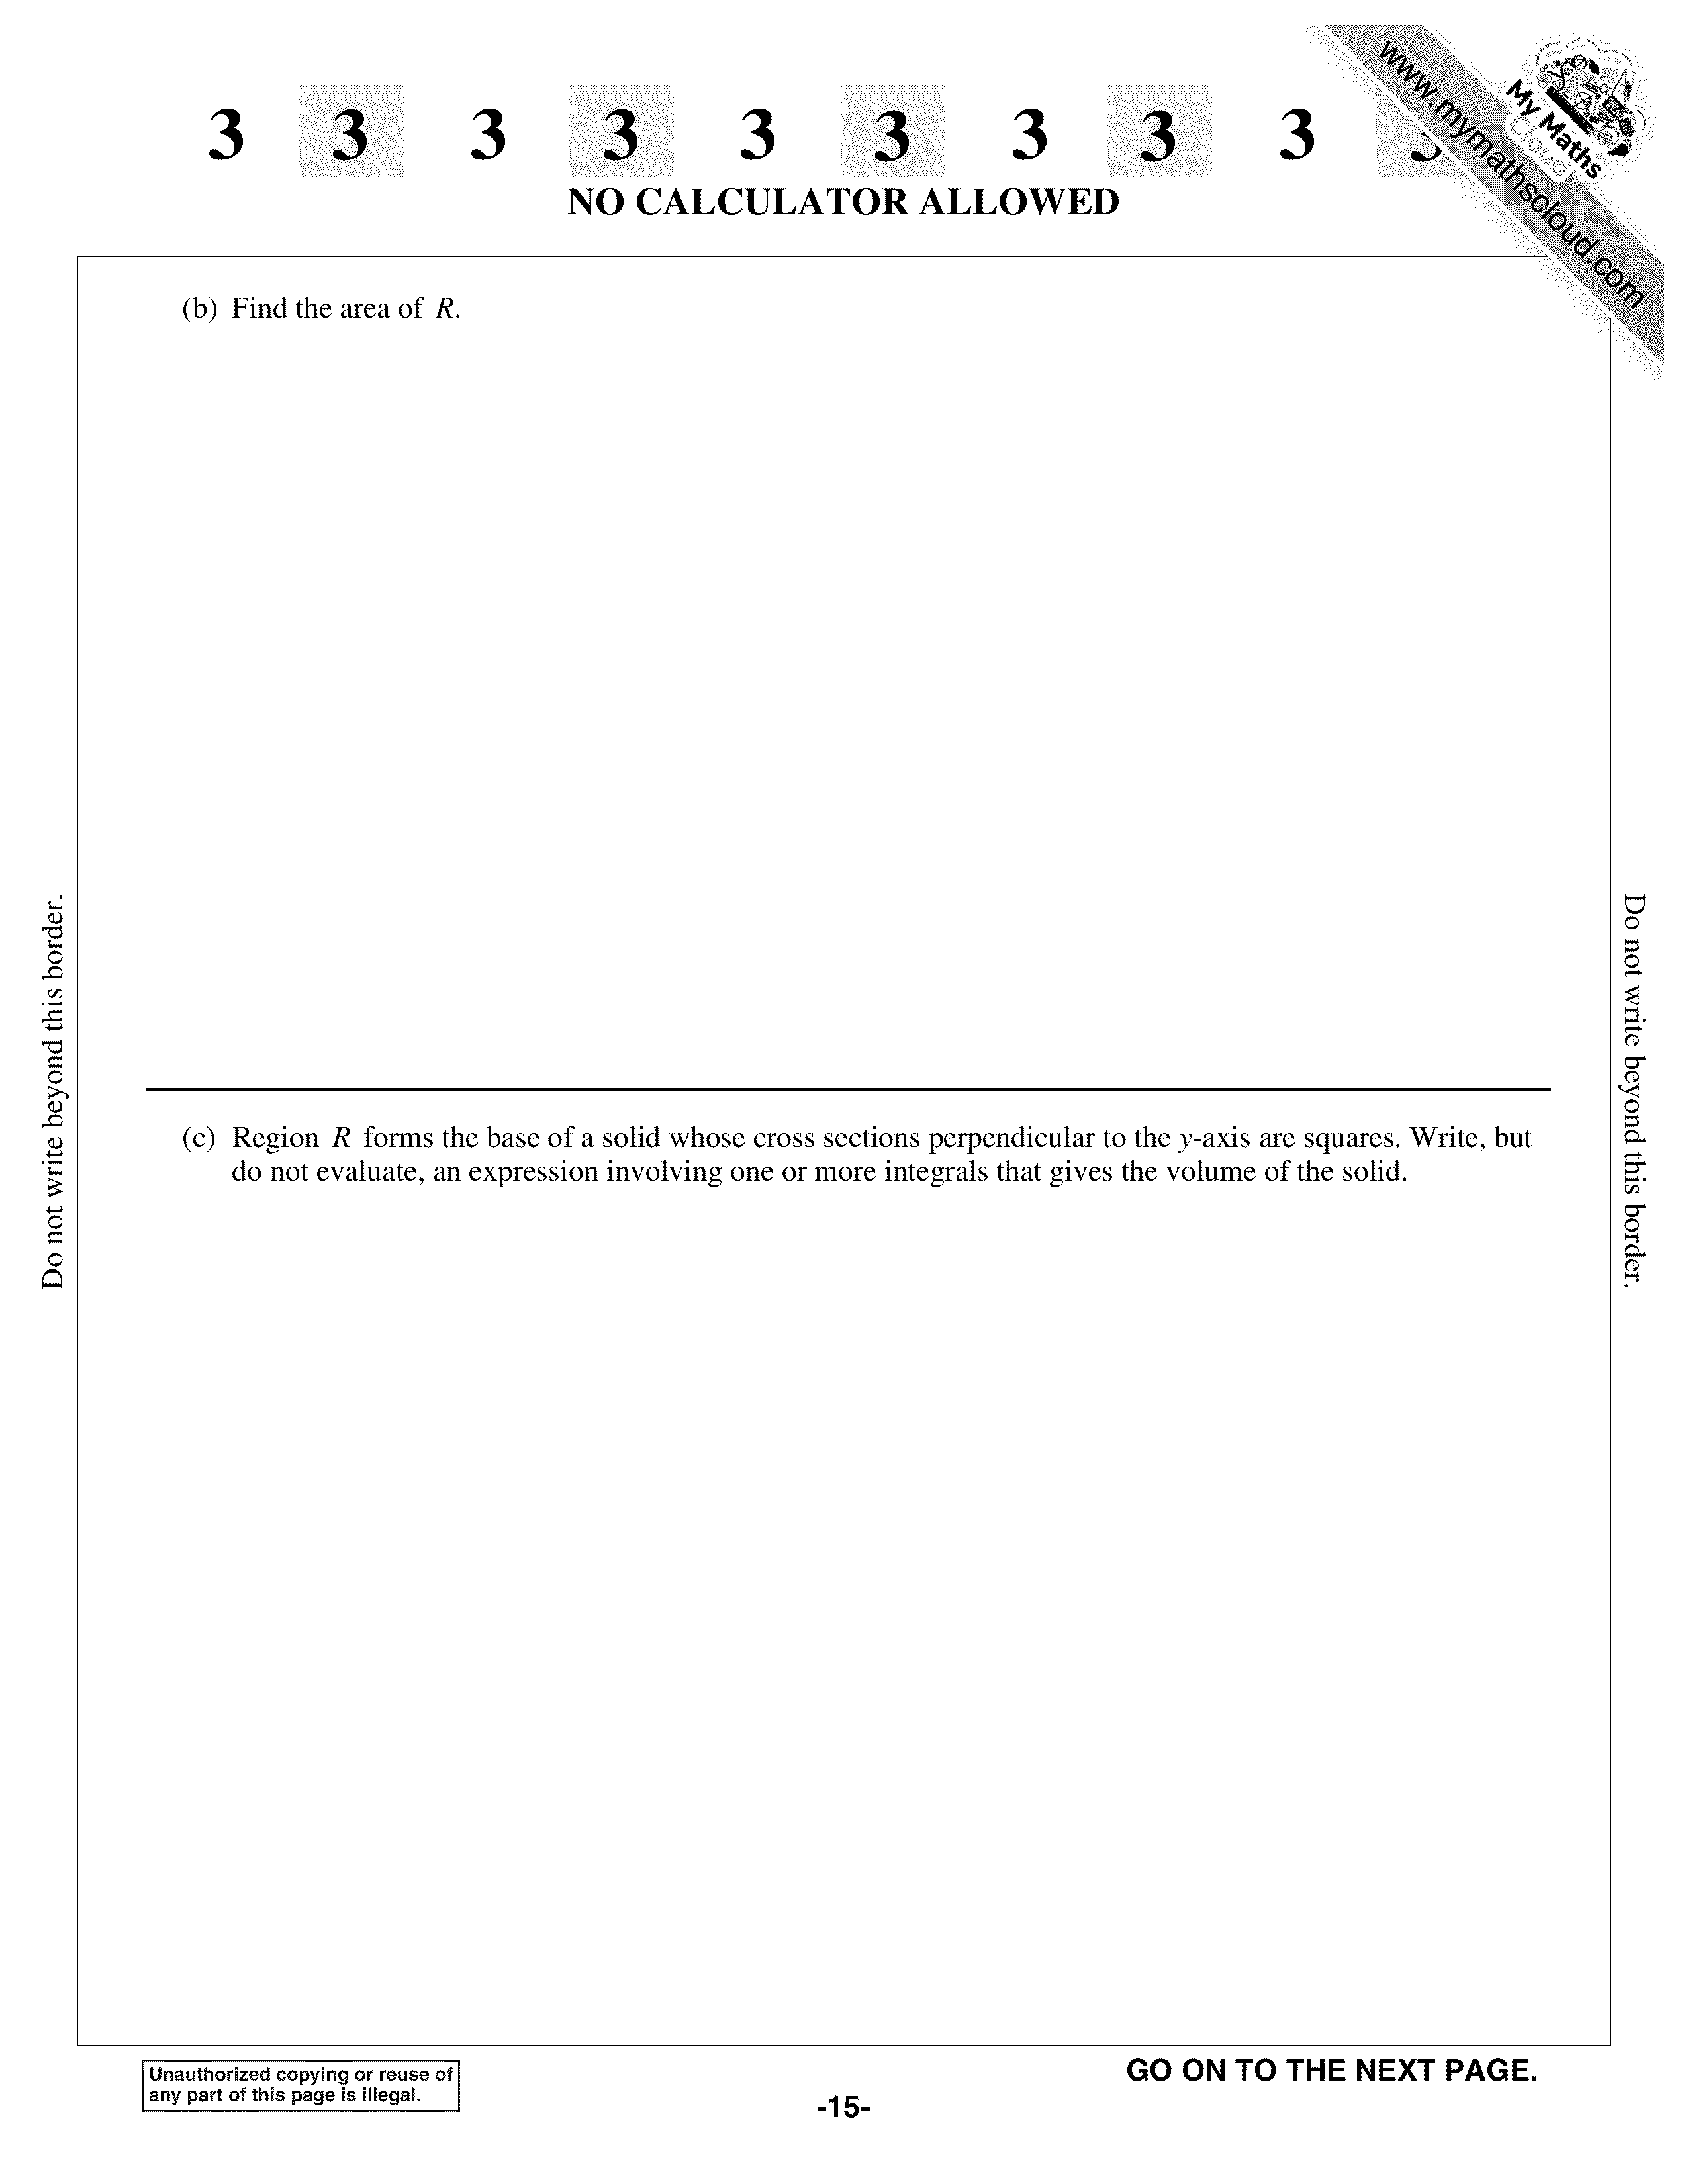 3 3 3 3 3 3 3 3 3
NO CALCULATOR ALLOWED
www.mymathscloud.com
My Maths
Cloud
(b) Find the area of R.
Do not write beyond this border.
Do not write beyond this border.
(c) Region R forms the base of a solid whose cross sections perpendicular to the y-axis are squares. Write, but
do not evaluate, an expression involving one or more integrals that gives the volume of the solid.
Unauthorized copying or reuse of
any part of this page is illegal.
GO ON TO THE NEXT PAGE.
-15-